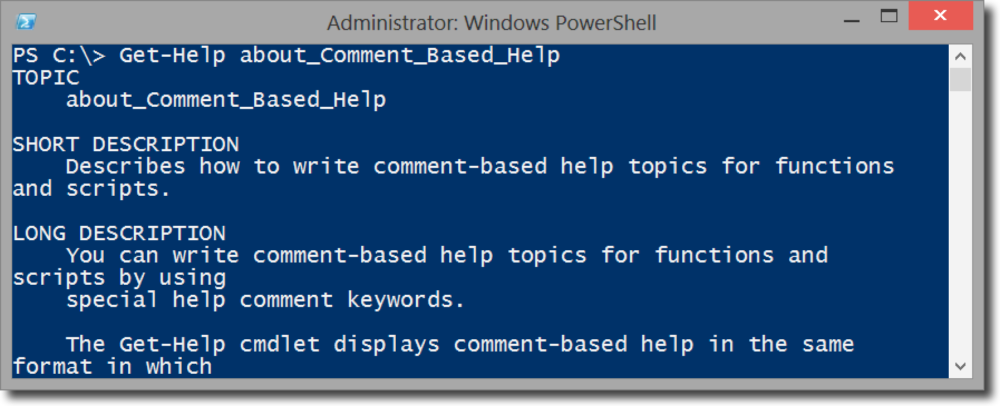 Administrator: Windows PowerShell
PS C:\> Get-Help about_Comment_Based_Help
TOPIC
    about_Comment_Based_Help

SHORT DESCRIPTION
    Describes how to write comment-based help topics for functions
and scripts.

LONG DESCRIPTION
    You can write comment-based help topics for functions and
scripts by using
    special help comment keywords.

    The Get-Help cmdlet displays comment-based help in the same
format in which